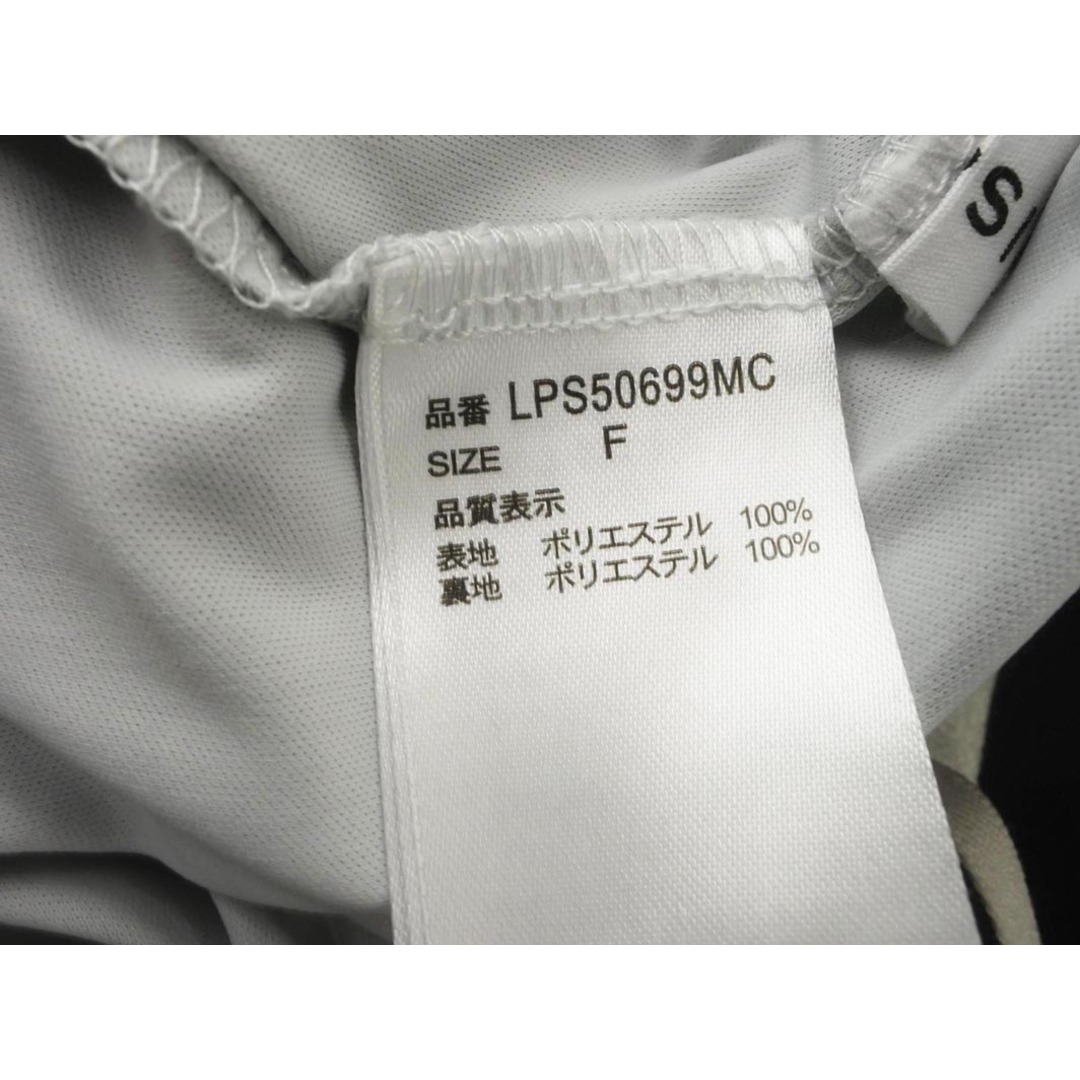 品番 LPS50699MC
SIZE F
品質表示
表地 ポリエステル 100%
裏地 ポリエステル 100%
'S